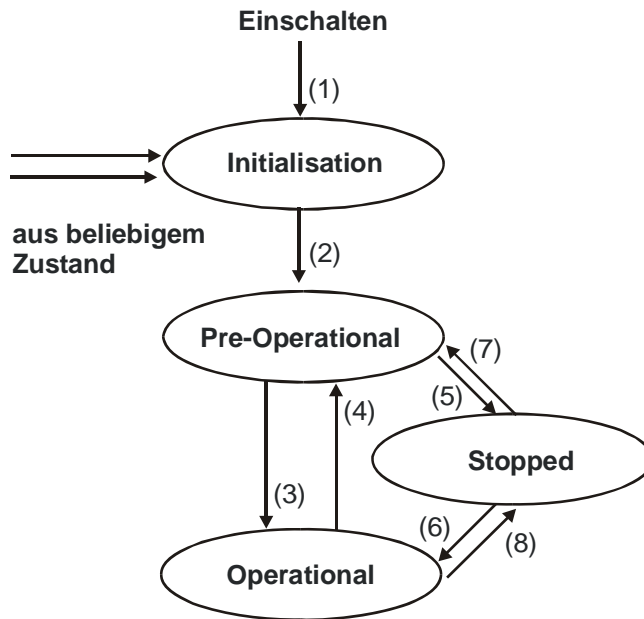 Einschalten
(1)
Initialisation
aus beliebigem
Zustand
(2)
Pre-Operational
(7)
(5)
(4)
Stopped
(3)
(6)
(8)
Operational